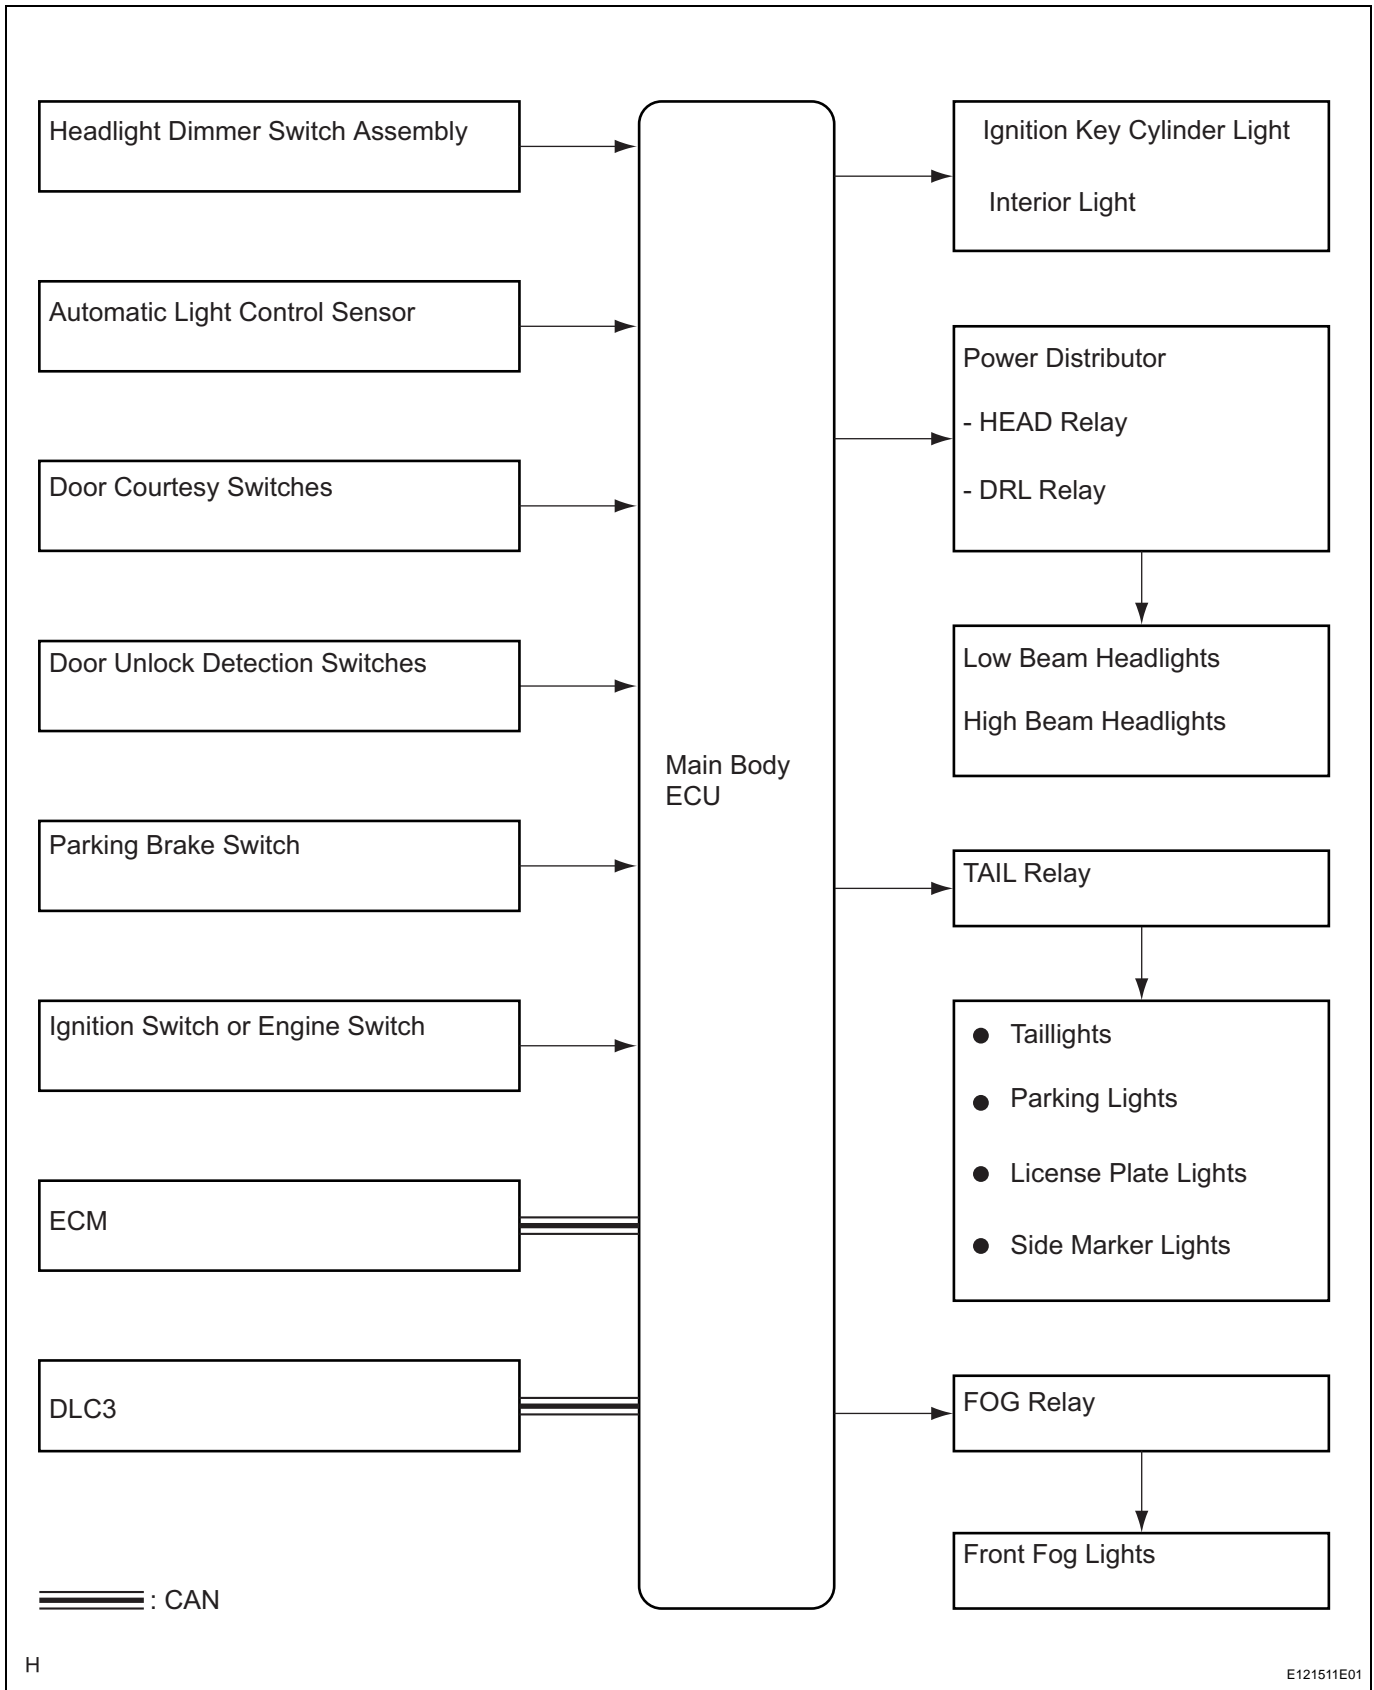 Headlight Dimmer Switch Assembly
Automatic Light Control Sensor
Door Courtesy Switches
Door Unlock Detection Switches
Parking Brake Switch
Ignition Switch or Engine Switch
ECM
DLC3
: CAN
Main Body
ECU
Ignition Key Cylinder Light
Interior Light
Power Distributor
- HEAD Relay
- DRL Relay
Low Beam Headlights
High Beam Headlights
TAIL Relay
● Taillights
● Parking Lights
● License Plate Lights
● Side Marker Lights
FOG Relay
Front Fog Lights
H
E121511E01